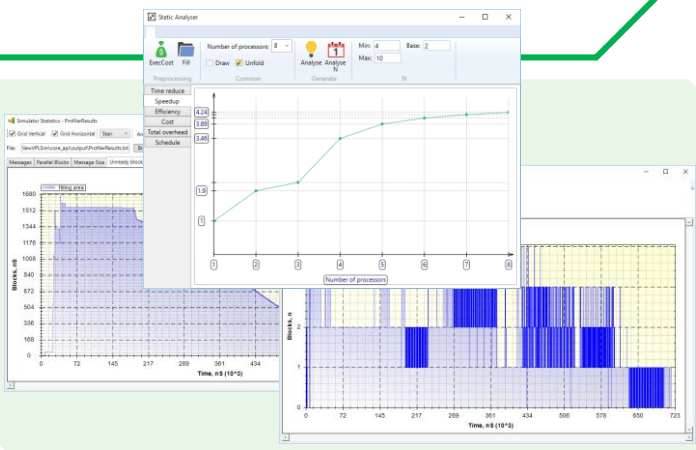 Static Analyser
ExecCost
Fill
Number of processors: 8
Draw
Unfold
Analyse
Analyse N
Min: 4
Base: 2
Max: 10
Preprocessing
Common
Generate
N:
Time reduce
Speedup
Efficiency
Cost
Total overhead
Schedule
4.24
3.89
3.46
1.9
1
1 2 3 4 5 6 7 8
Number of processors
Simulator Statistics - ProfilerResults
Grid Vertical
Grid Horizontal
Stair
File:
Messages
Parallel Blocks
Message Size
Unready block
filling area
1680
1512
1344
1176
1008
840
672
504
336
168
0
Blocks, nS
0 72 145 217 289 361 434
Time, nS (10^3)
Blocks, n
2
1
0
0 72 145 217 289 361 434 506 578 650 723
Time, nS (10^3)